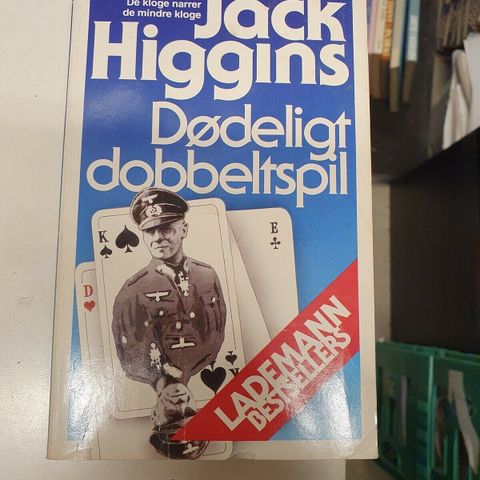 De kloge narrer
de mindre kloge
Jack
Higgins
Dødeligt
dobbeltspil
K
E
D
LADEMANN
BESTSELLERS